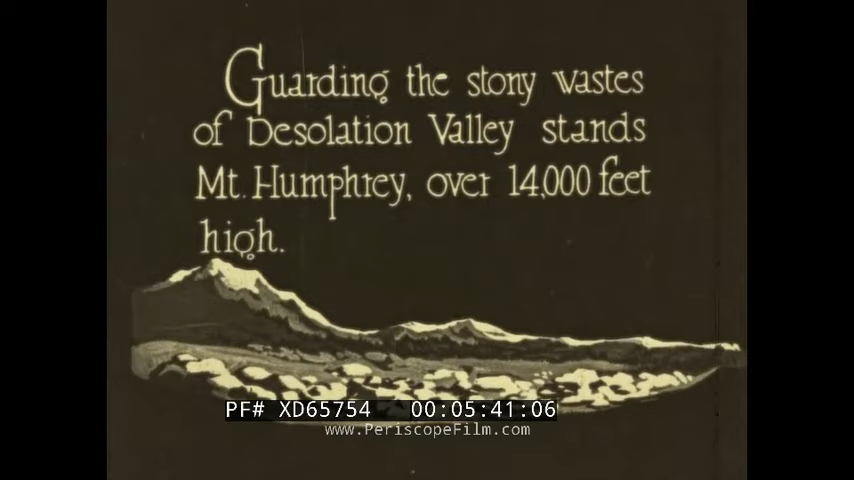 Guarding the stony wastes
of Desolation Valley stands
Mt. Humphrey, over 14,000 feet
high.
PF# XD65754 00:05:41:06
www.PeriscopeFilm.com